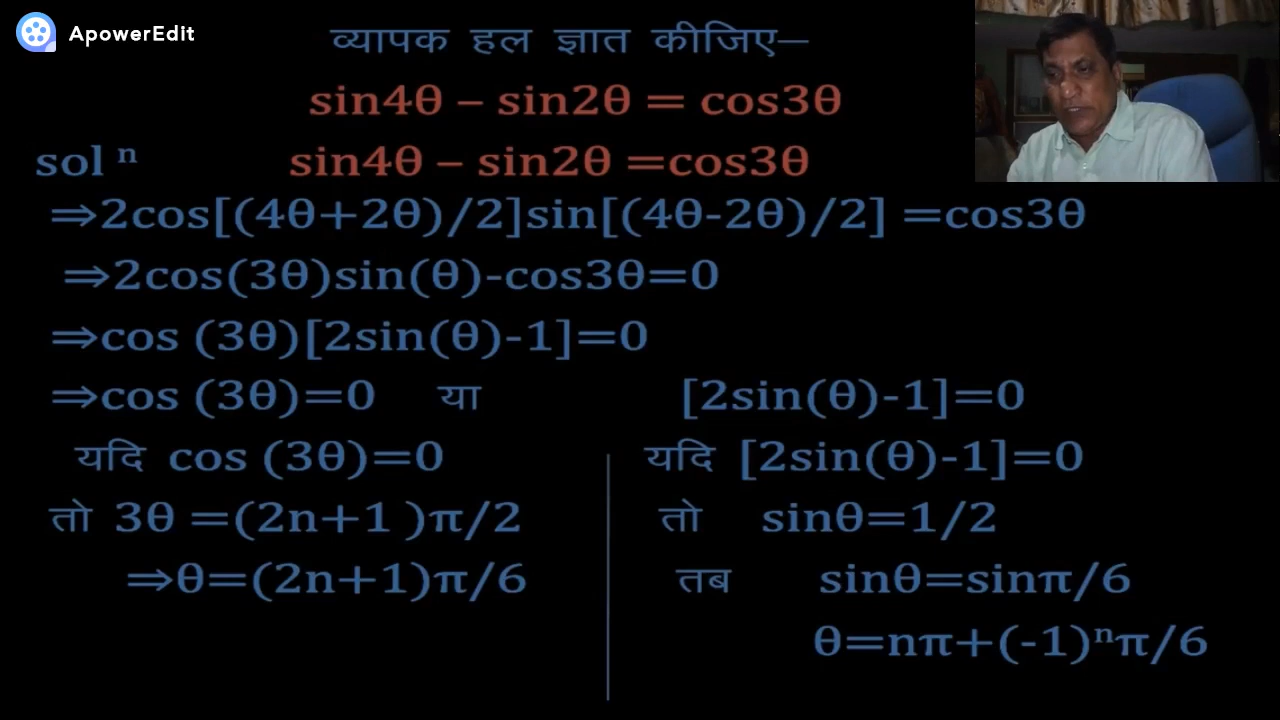 ApowerEdit
व्यापक हल ज्ञात कीजिए—
sin4θ – sin2θ = cos3θ
sol ⁿ sin4θ – sin2θ =cos3θ
⇒2cos[(4θ+2θ)/2]sin[(4θ-2θ)/2] =cos3θ
⇒2cos(3θ)sin(θ)-cos3θ=0
⇒cos (3θ)[2sin(θ)-1]=0
⇒cos (3θ)=0 या [2sin(θ)-1]=0
यदि cos (3θ)=0
तो 3θ =(2n+1 )π/2
⇒θ=(2n+1)π/6
यदि [2sin(θ)-1]=0
तो sinθ=1/2
तब sinθ=sinπ/6
θ=nπ+(-1)ⁿπ/6